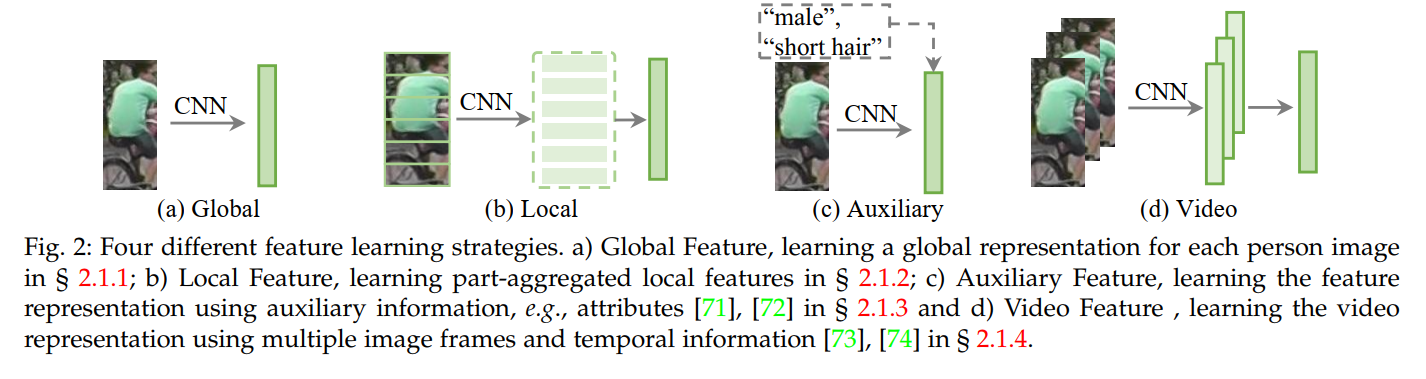 “male”,
“short hair”
CNN
CNN
CNN
CNN
(a) Global
(b) Local
(c) Auxiliary
(d) Video
Fig. 2: Four different feature learning strategies. a) Global Feature, learning a global representation for each person image
in § 2.1.1; b) Local Feature, learning part-aggregated local features in § 2.1.2; c) Auxiliary Feature, learning the feature
representation using auxiliary information, e.g., attributes [71], [72] in § 2.1.3 and d) Video Feature , learning the video
representation using multiple image frames and temporal information [73], [74] in § 2.1.4.